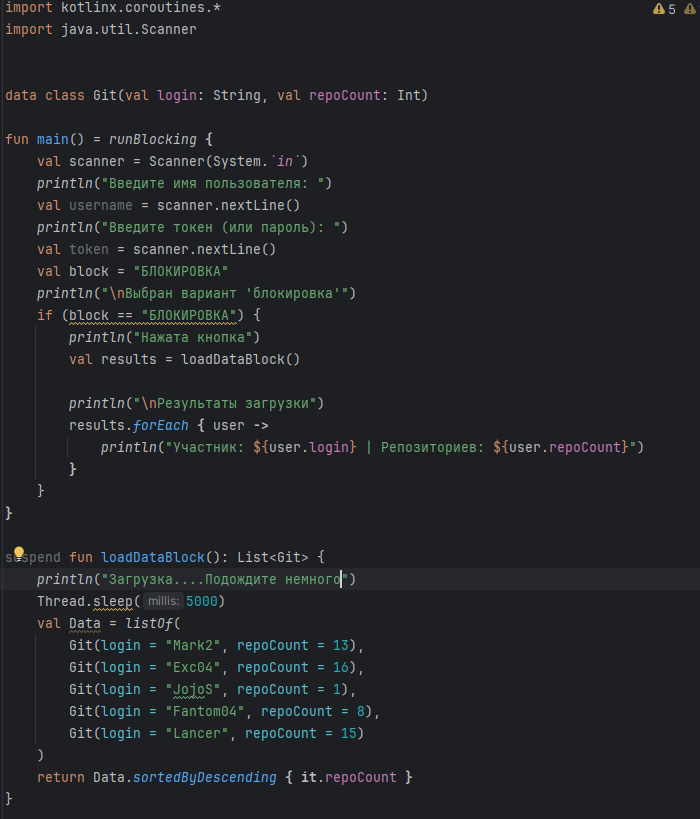 import kotlinx.coroutines.*
5
import java.util.Scanner
data class Git(val login: String, val repoCount: Int)
fun main() = runBlocking {
val scanner = Scanner(System.`in`)
println("Введите имя пользователя: ")
val username = scanner.nextLine()
println("Введите токен (или пароль): ")
val token = scanner.nextLine()
val block = "БЛОКИРОВКА"
println("\nВыбран вариант 'блокировка'")
if (block == "БЛОКИРОВКА") {
println("Нажата кнопка")
val results = loadDataBlock()
println("\nРезультаты загрузки")
results.forEach { user ->
println("Участник: ${user.login} | Репозиториев: ${user.repoCount}")
}
}
}
suspend fun loadDataBlock(): List<Git> {
println("Загрузка....Подождите немного")
Thread.sleep( millis: 5000)
val Data = listOf(
Git(login = "Mark2", repoCount = 13),
Git(login = "Exc04", repoCount = 16),
Git(login = "JojoS", repoCount = 1),
Git(login = "Fantom04", repoCount = 8),
Git(login = "Lancer", repoCount = 15)
)
return Data.sortedByDescending { it.repoCount }
}